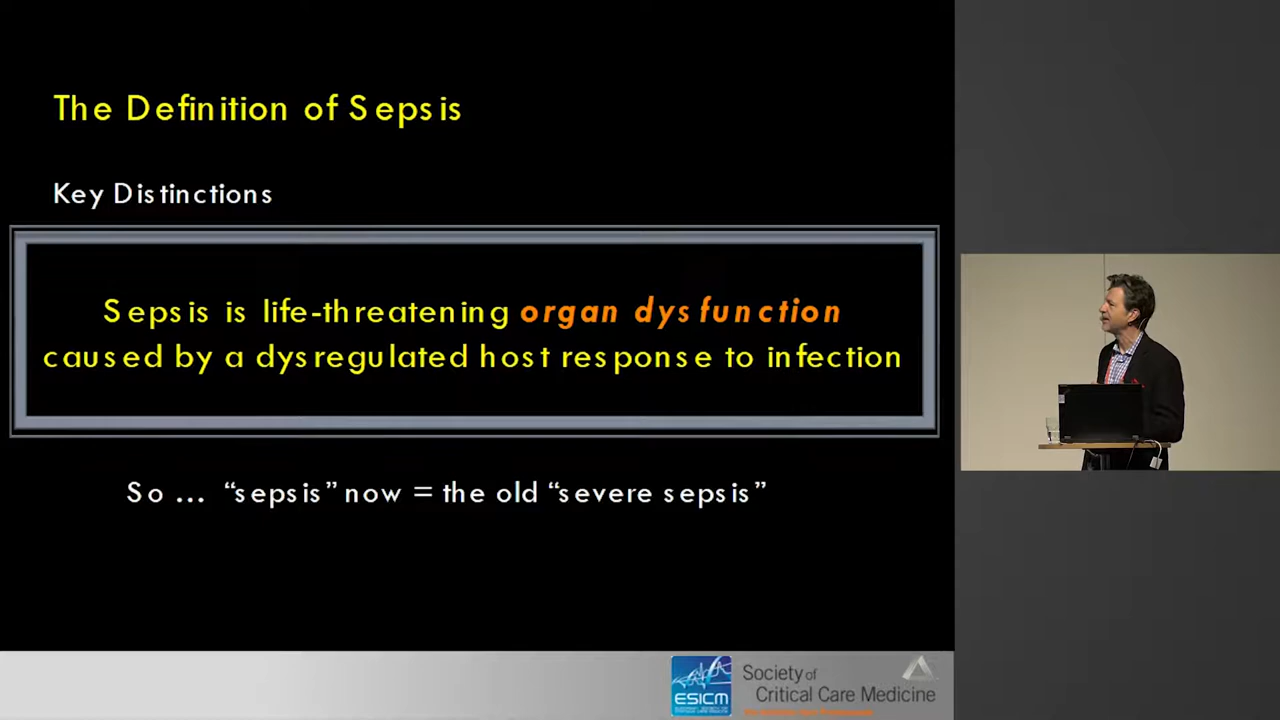 The Definition of Sepsis
Key Distinctions
Sepsis is life-threatening organ dysfunction
caused by a dysregulated host response to infection
So ... “sepsis” now = the old “severe sepsis”
ESICM
Society of
Critical Care Medicine